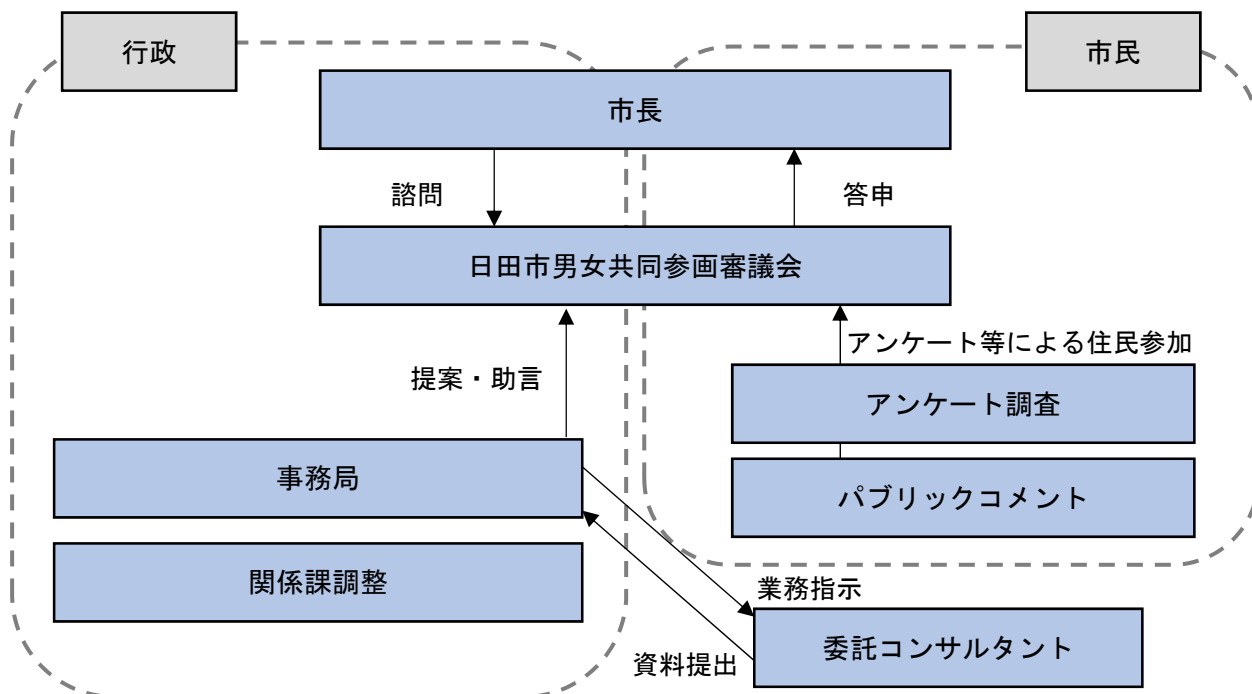 行政
市民
市長
諮問
答申
日田市男女共同参画審議会
アンケート等による住民参加
提案・助言
アンケート調査
事務局
パブリックコメント
関係課調整
業務指示
資料提出
委託コンサルタント